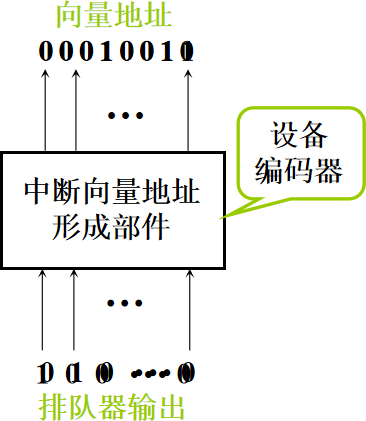 向量地址
0001001
…
设备
编码器
中断向量地址
形成部件
…
排队器输出